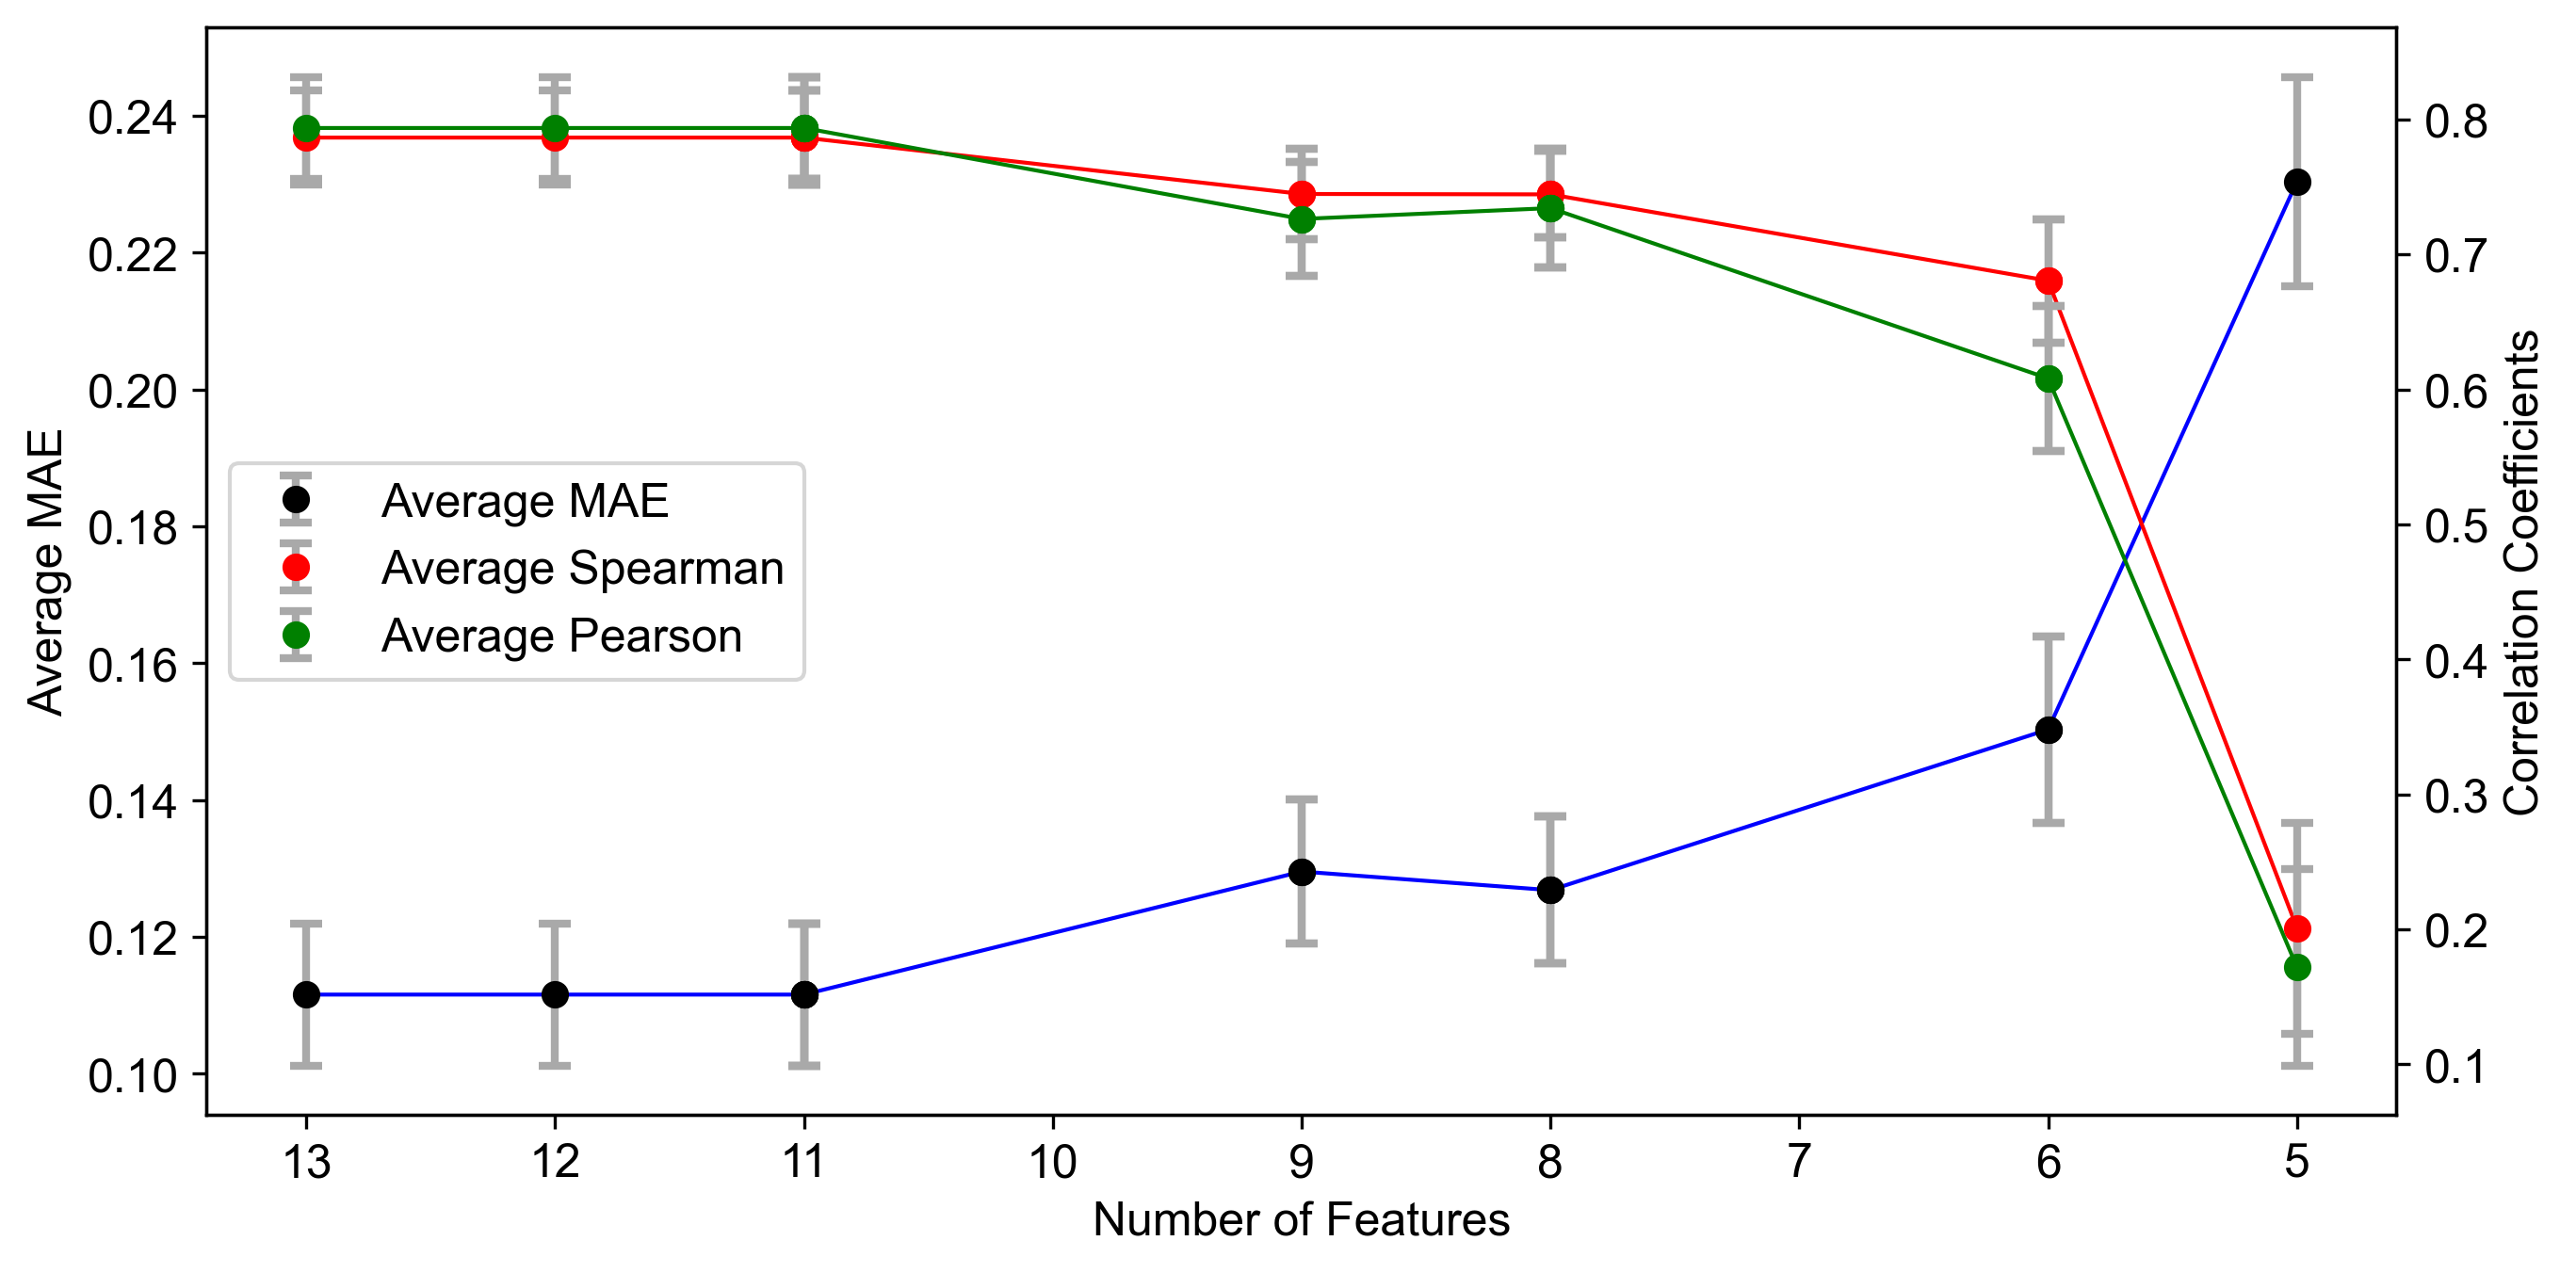 0.24
0.22
0.20
0.18
0.16
0.14
0.12
0.10
Average MAE
Average MAE
Average Spearman
Average Pearson
0.8
0.7
0.6
0.5
0.4
0.3
0.2
0.1
Correlation Coefficients
13 12 11 10 9 8 7 6 5
Number of Features